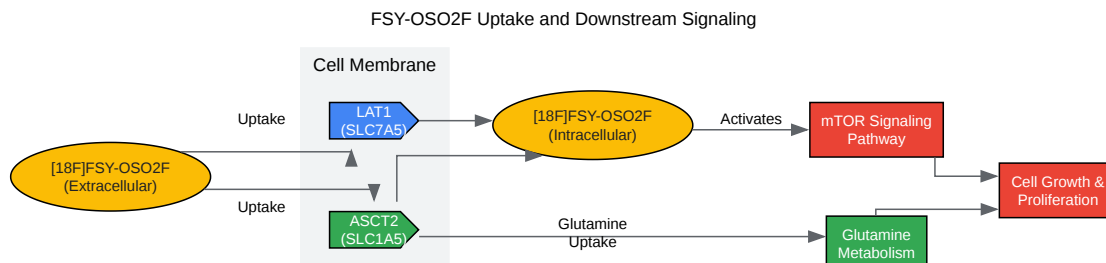 FSY-OSO2F Uptake and Downstream Signaling
Cell Membrane
Uptake
LAT1
(SLC7A5)
[18F]FSY-OSO2F
(Intracellular)
Activates
mTOR Signaling
Pathway
[18F]FSY-OSO2F
(Extracellular)
Uptake
ASCT2
(SLC1A5)
Glutamine
Uptake
Glutamine
Metabolism
Cell Growth &
Proliferation